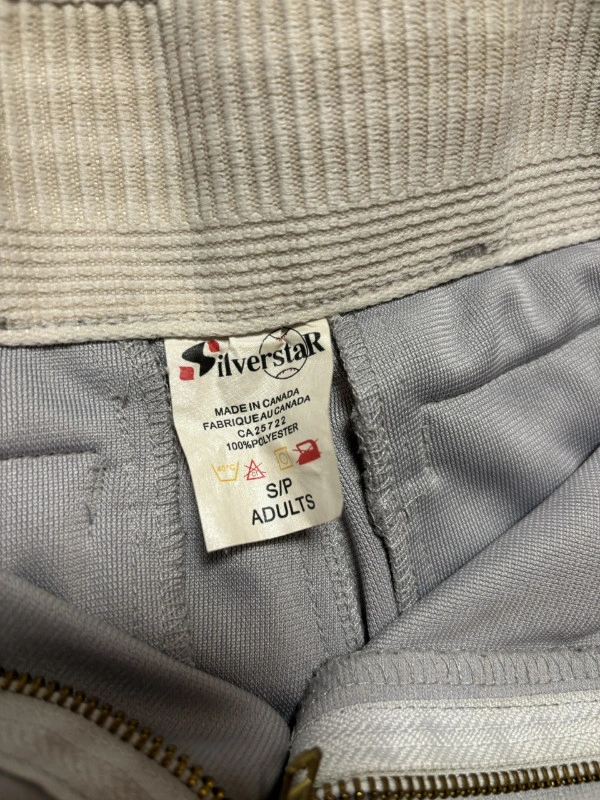 SilverstaR
MADE IN CANADA
FABRIQUE AU CANADA
CA 25722
100% POLYESTER
40°C
S/P
ADULTS